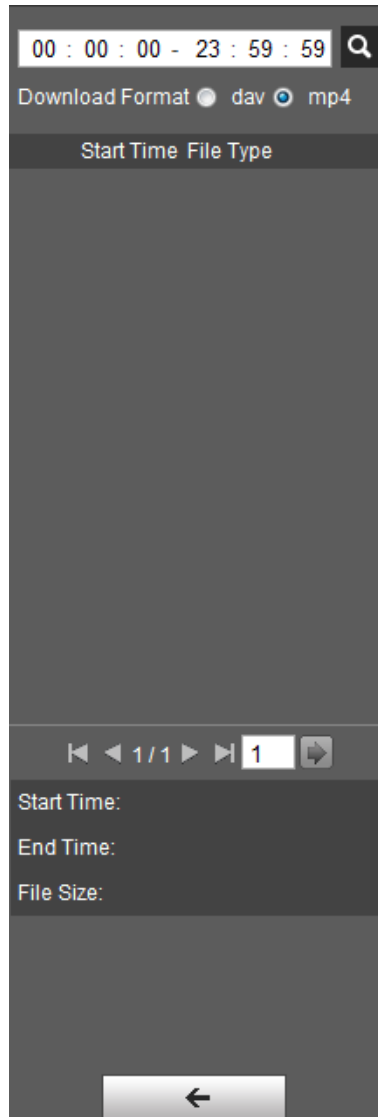 00 : 00 : 00 - 23 : 59 : 59
Download Format dav mp4
Start Time File Type
1 / 1 1
Start Time:
End Time:
File Size: